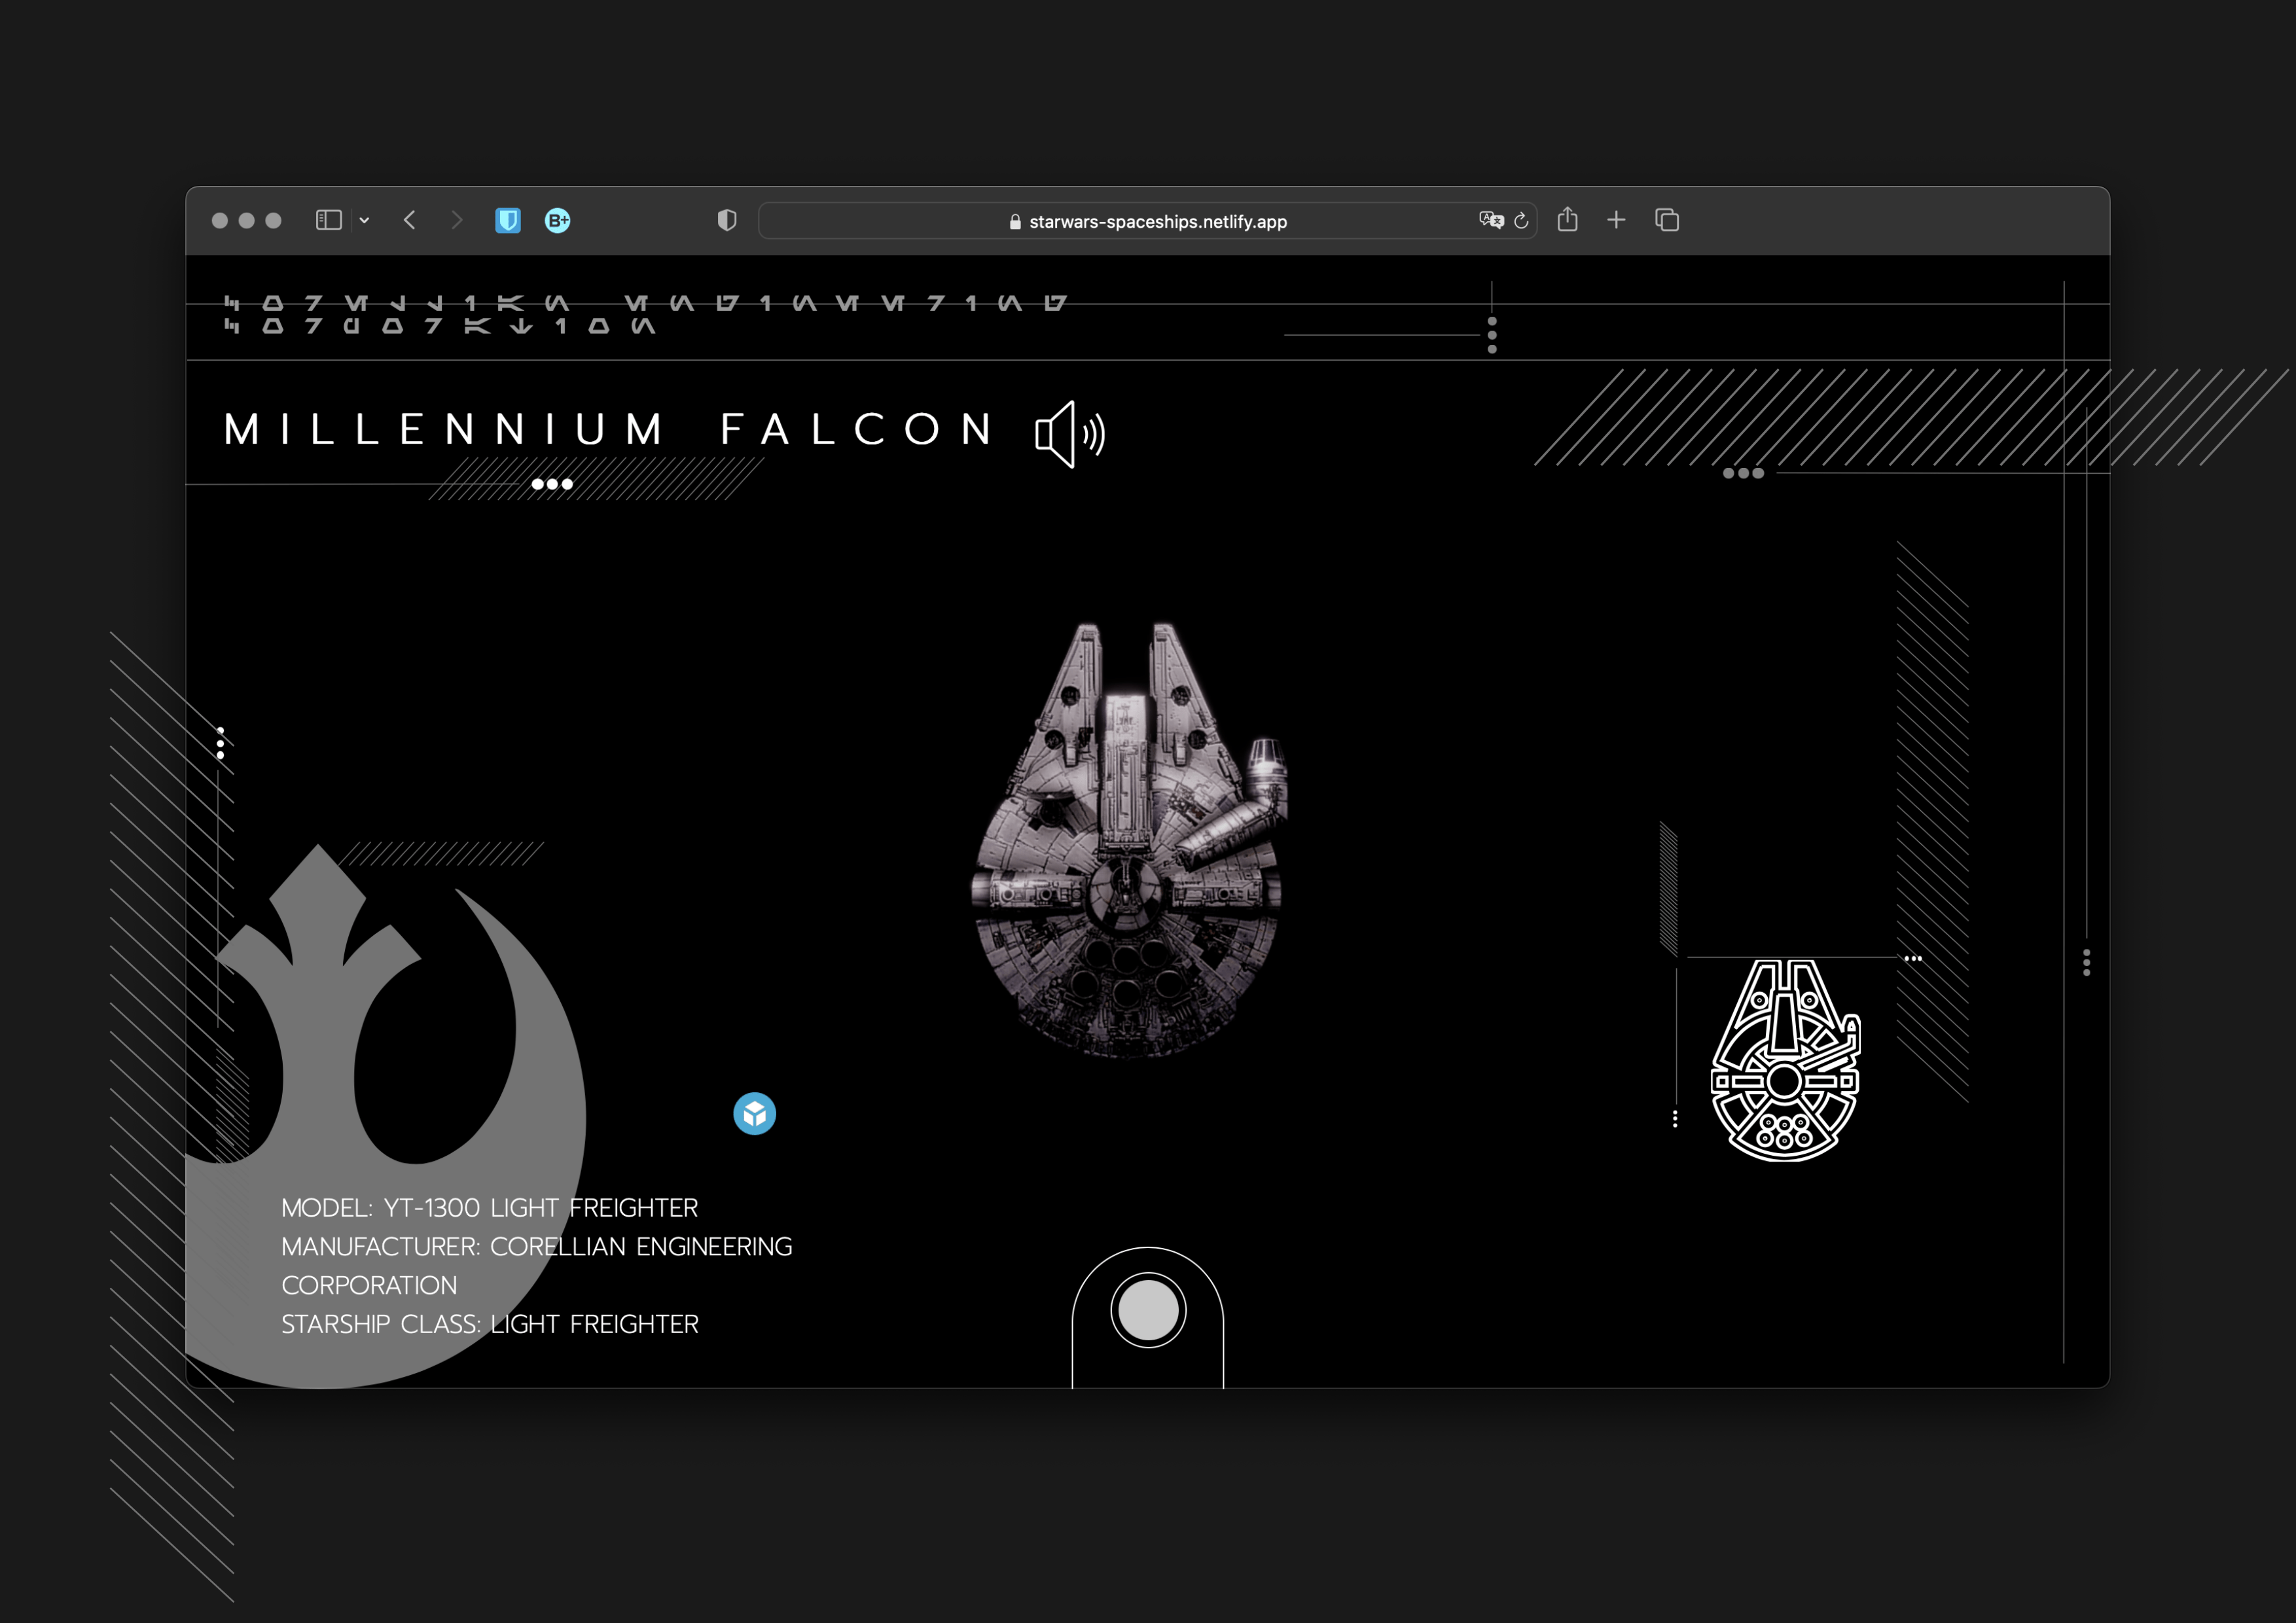 B+
starwars-spaceships.netlify.app
MILLENNIUM FALCON
MODEL: YT-1300 LIGHT FREIGHTER
MANUFACTURER: CORELLIAN ENGINEERING
CORPORATION
STARSHIP CLASS: LIGHT FREIGHTER